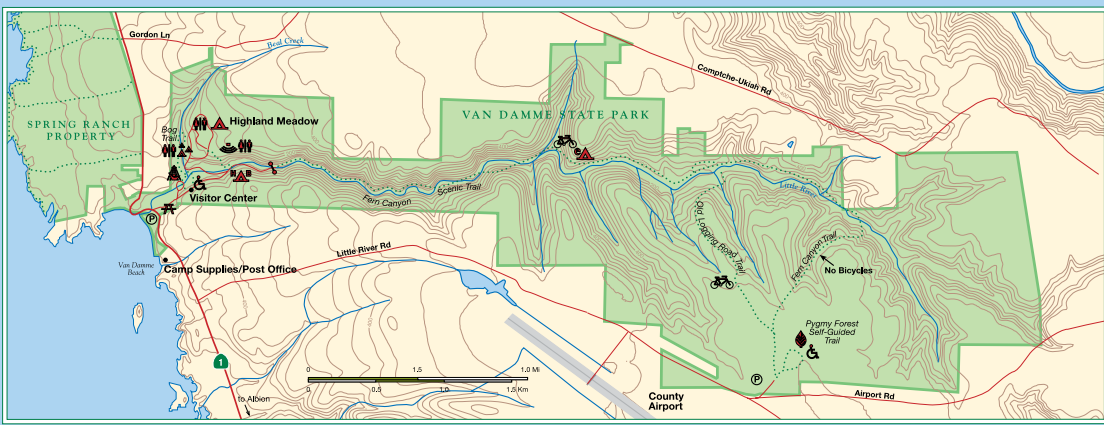 Gordon Ln
Beal Creek
Comptche-Ukiah Rd
SPRING RANCH
PROPERTY
Bog
Trail
Highland Meadow
VAN DAMME STATE PARK
Visitor Center
Fern Canyon
Scenic Trail
Little River
Old Logging Road Trail
Fern Canyon Trail
No Bicycles
P
Van Damme
Beach
Camp Supplies/Post Office
Little River Rd
Pygmy Forest
Self-Guided
Trail
1
0 1.5 1.0 Mi
0 0.5 1.0 1.5 Km
to Albion
P
County
Airport
Airport Rd